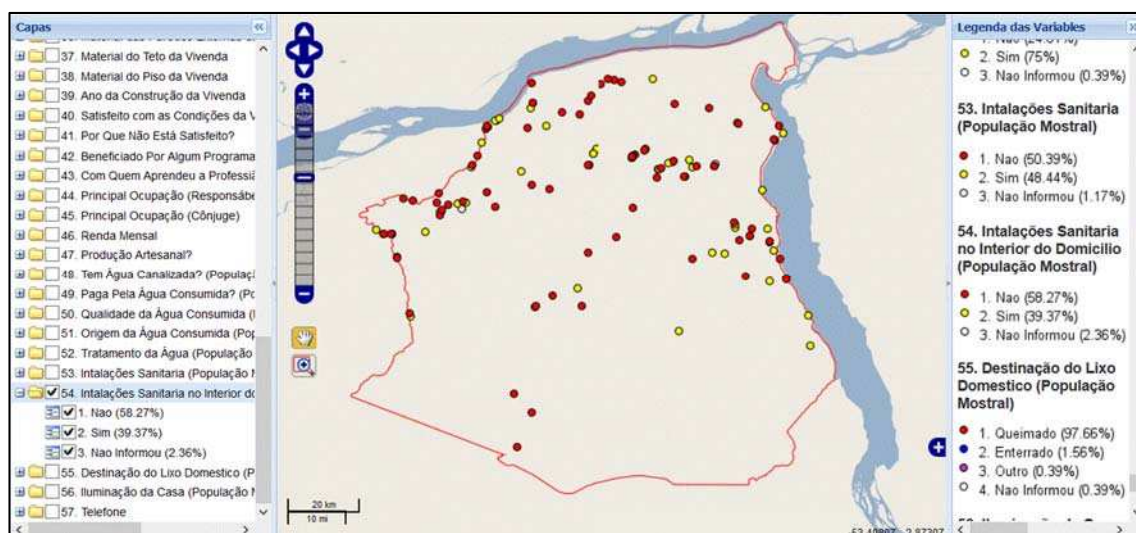 Capas
37. Material do Teto da Vivenda
38. Material do Piso da Vivenda
39. Ano da Construção da Vivenda
40. Satisfeito com as Condições da V
41. Por Que Não Está Satisfeito?
42. Beneficiado Por Algum Programa
43. Com Quem Aprendeu a Professiã
44. Principal Ocupação (Responsábe
45. Principal Ocupação (Cônjuge)
46. Renda Mensal
47. Produção Artesanal?
48. Tem Água Canalizada? (Populaçã
49. Paga Pela Água Consumida? (Po
50. Qualidade da Água Consumida (
51. Origem da Água Consumida (Pop
52. Tratamento da Água (População
53. Intalações Sanitaria (População M
54. Intalações Sanitaria no Interior do
1. Nao (58.27%)
2. Sim (39.37%)
3. Nao Informou (2.36%)
55. Destinação do Lixo Domestico (P
56. Iluminação da Casa (População M
57. Telefone
20 km
10 mi
Legenda das Variables
2. Sim (75%)
3. Nao Informou (0.39%)
53. Intalações Sanitaria
(População Mostral)
1. Nao (50.39%)
2. Sim (48.44%)
3. Nao Informou (1.17%)
54. Intalações Sanitaria
no Interior do Domicilio
(População Mostral)
1. Nao (58.27%)
2. Sim (39.37%)
3. Nao Informou (2.36%)
55. Destinação do Lixo
Domestico (População
Mostral)
1. Queimado (97.66%)
2. Enterrado (1.56%)
3. Outro (0.39%)
4. Nao Informou (0.39%)